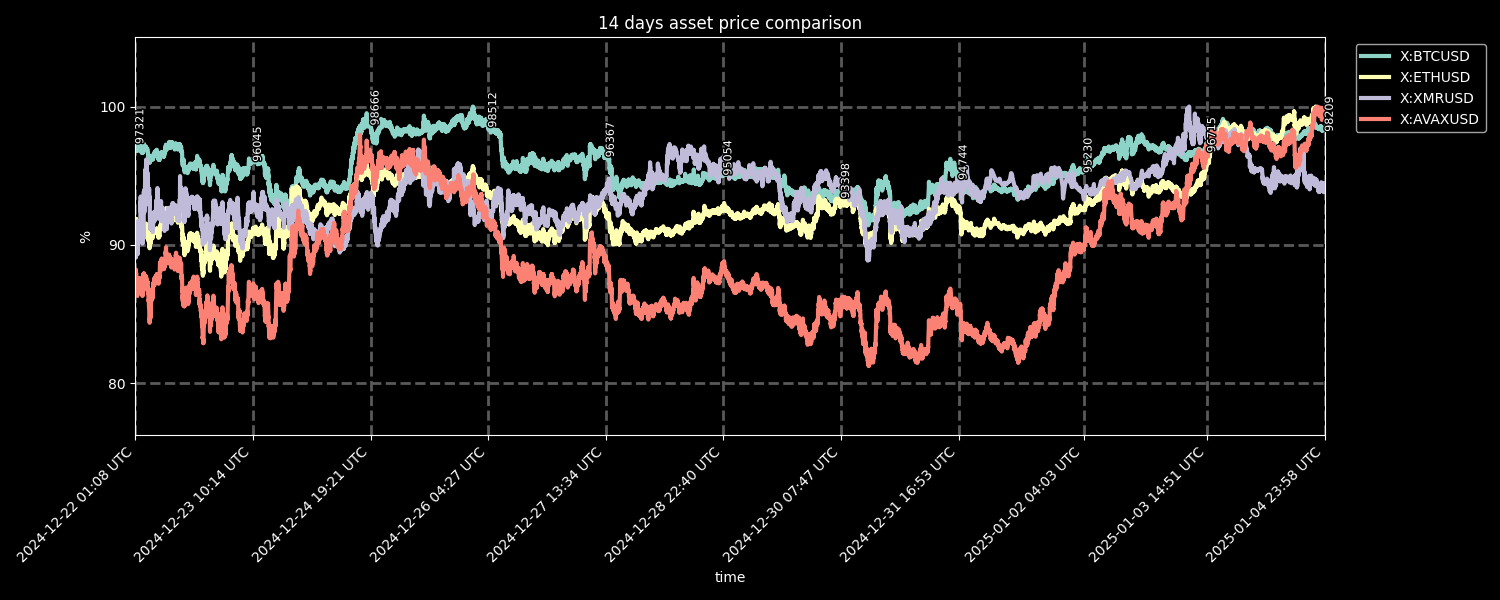 14 days asset price comparison
X:BTCUSD
X:ETHUSD
X:XMRUSD
X:AVAXUSD
100
90
80
%
97321
96045
98666
98512
96367
95054
93398
94744
95230
96715
98209
2024-12-22 01:08 UTC
2024-12-23 10:14 UTC
2024-12-24 19:21 UTC
2024-12-26 04:27 UTC
2024-12-27 13:34 UTC
2024-12-28 22:40 UTC
2024-12-30 07:47 UTC
2024-12-31 16:53 UTC
2025-01-02 04:03 UTC
2025-01-03 14:51 UTC
2025-01-04 23:58 UTC
time